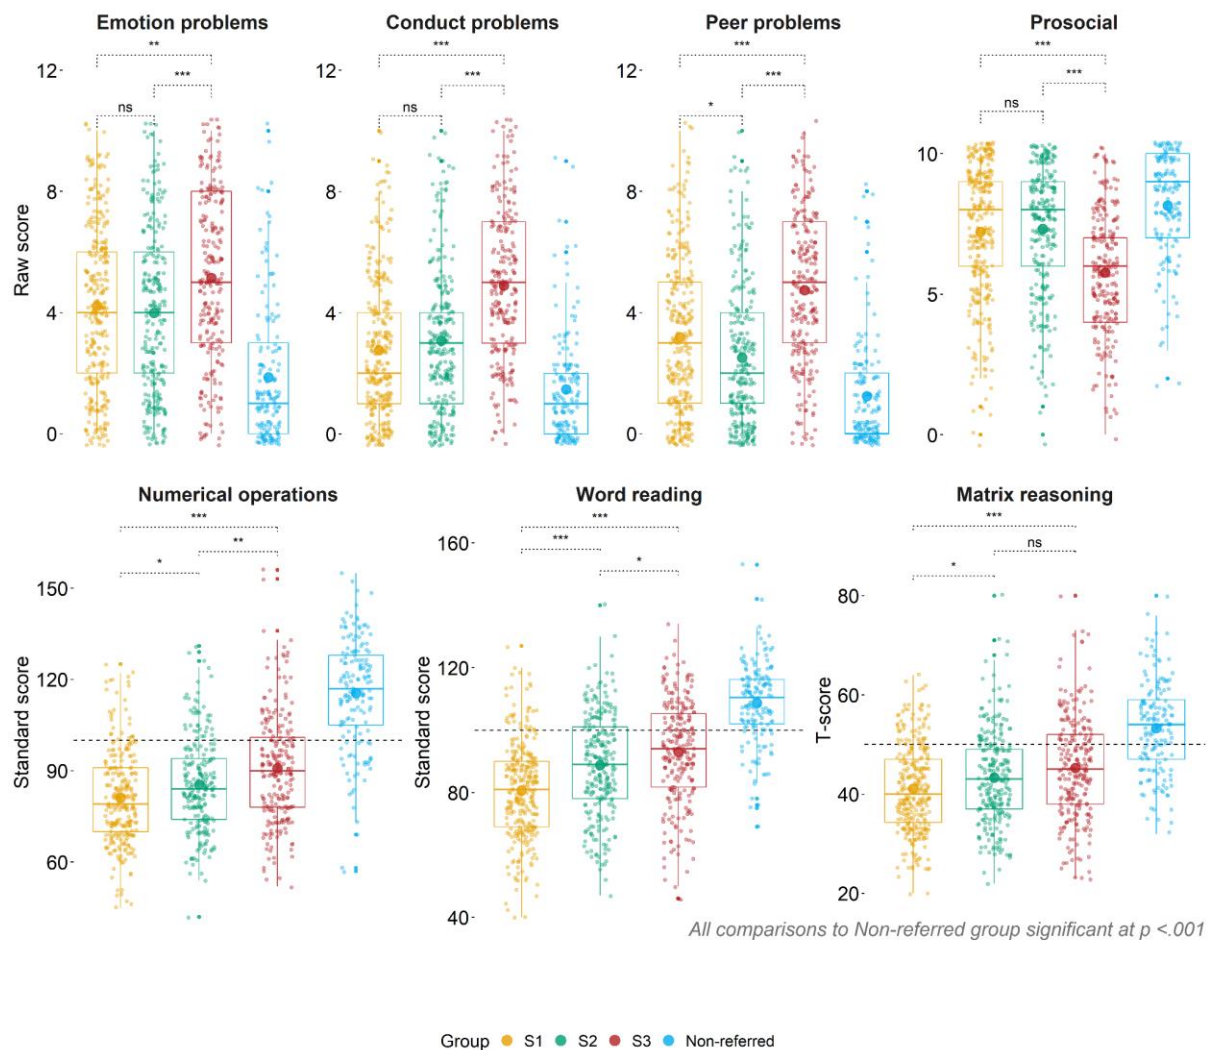 Emotion problems
Conduct problems
Peer problems
Prosocial
Raw score
12
8
4
0
**
***
ns
12
8
4
0
***
***
ns
12
8
4
0
***
***
*
10
5
0
***
***
ns
Numerical operations
Word reading
Matrix reasoning
Standard score
150
120
90
60
***
**
*
Standard score
160
120
80
40
***
***
*
T-score
80
60
40
20
***
ns
*
All comparisons to Non-referred group significant at p <.001
Group S1 S2 S3 Non-referred